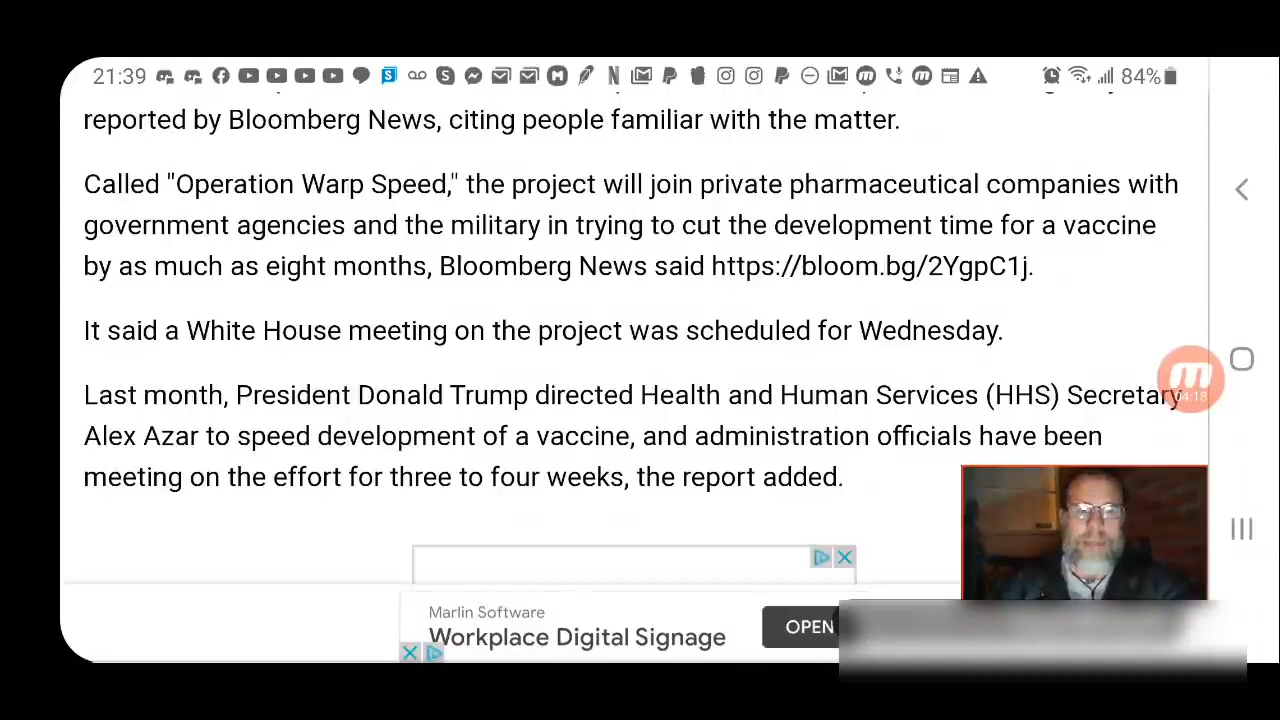 21:39
84%
reported by Bloomberg News, citing people familiar with the matter.
Called "Operation Warp Speed," the project will join private pharmaceutical companies with
government agencies and the military in trying to cut the development time for a vaccine
by as much as eight months, Bloomberg News said https://bloom.bg/2YgpC1j.
It said a White House meeting on the project was scheduled for Wednesday.
Last month, President Donald Trump directed Health and Human Services (HHS) Secretary
04:18
Alex Azar to speed development of a vaccine, and administration officials have been
meeting on the effort for three to four weeks, the report added.
Marlin Software
Workplace Digital Signage
OPEN